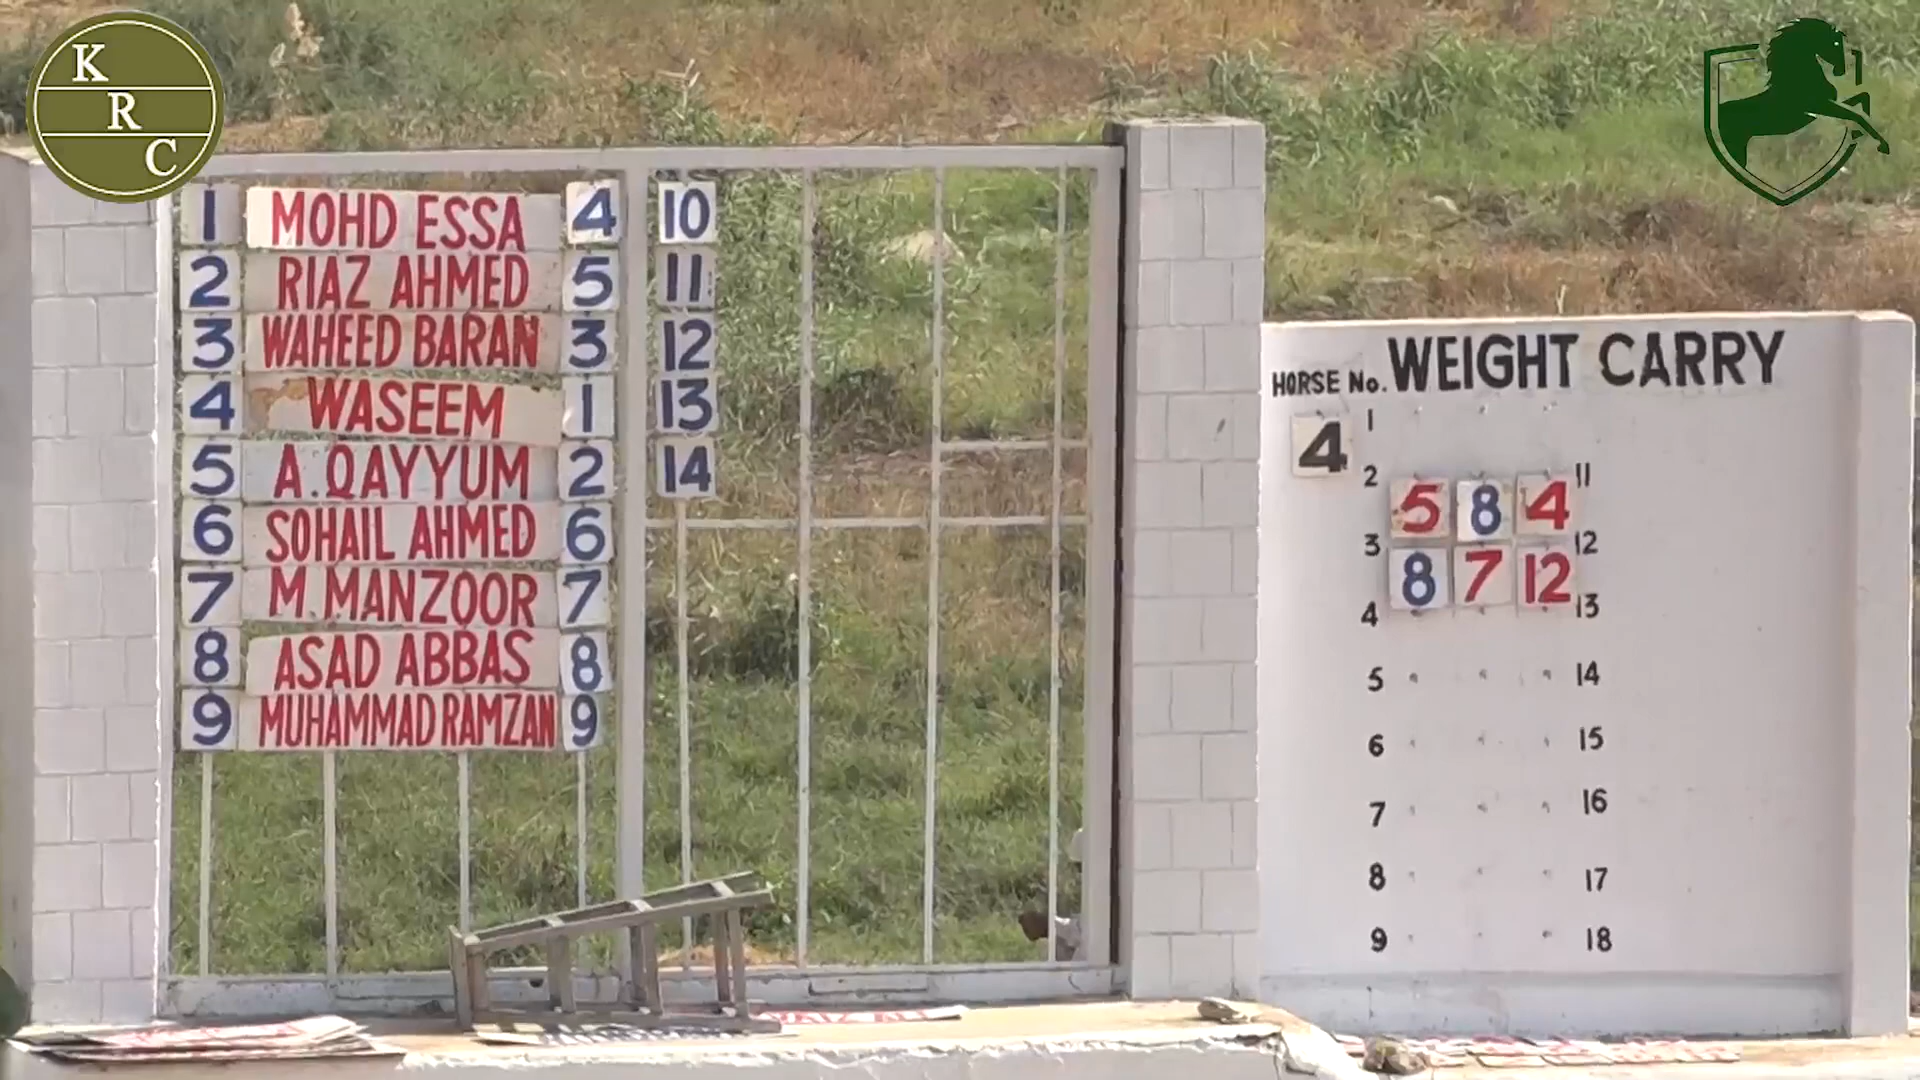 K
R
C
1 MOHD ESSA 4 10
2 RIAZ AHMED 5 11
3 WAHEED BARAN 3 12
4 WASEEM 1 13
5 A.QAYYUM 2 14
6 SOHAIL AHMED 6
7 M MANZOOR 7
8 ASAD ABBAS 8
9 MUHAMMAD RAMZAN 9
HORSE No. WEIGHT CARRY
4 1
2 11
5 8 4
3 12
8 7 12
4 13
5 14
6 15
7 16
8 17
9 18